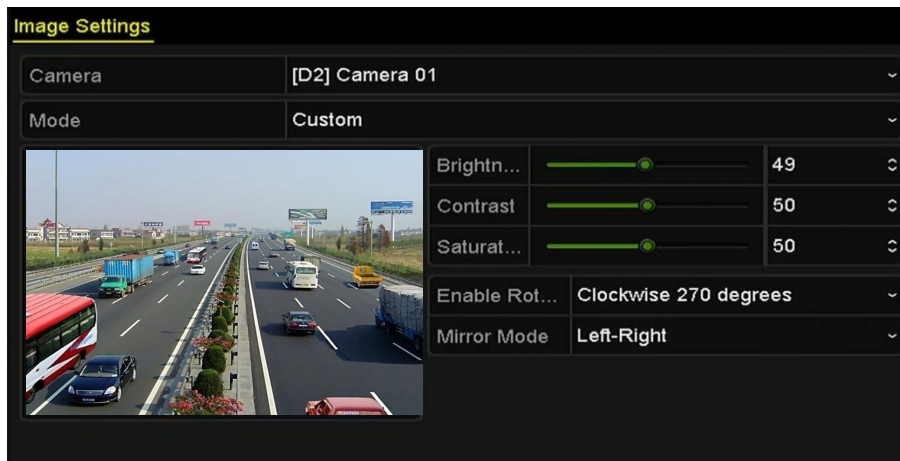 Image Settings
Camera [D2] Camera 01
Mode Custom
Brightn... 49
Contrast 50
Saturat... 50
Enable Rot... Clockwise 270 degrees
Mirror Mode Left-Right